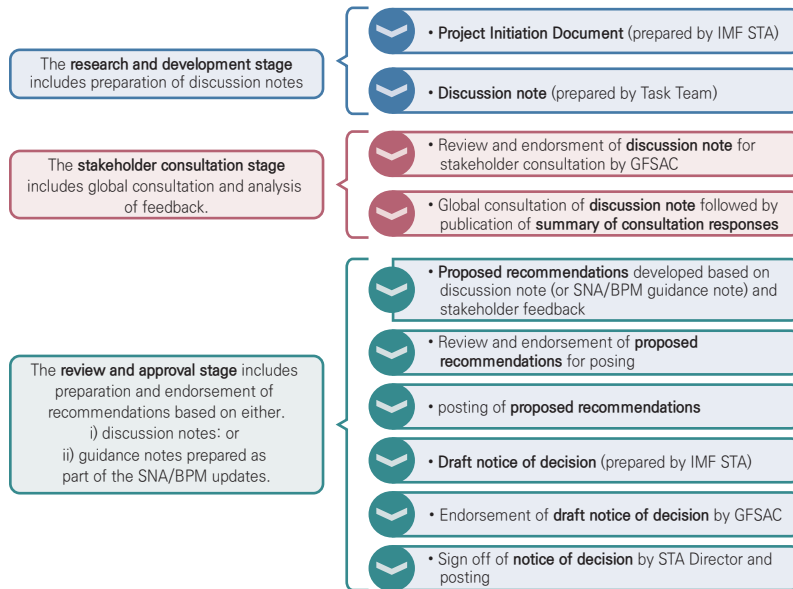 The research and development stage
includes preparation of discussion notes
• Project Initiation Document (prepared by IMF STA)
• Discussion note (prepared by Task Team)
The stakeholder consultation stage
includes global consultation and analysis
of feedback.
• Review and endorsment of discussion note for
stakeholder consultation by GFSAC
• Global consultation of discussion note followed by
publication of summary of consultation responses
The review and approval stage includes
preparation and endorsement of
recommendations based on either.
i) discussion notes: or
ii) guidance notes prepared as
part of the SNA/BPM updates.
• Proposed recommendations developed based on
discussion note (or SNA/BPM guidance note) and
stakeholder feedback
• Review and endorsement of proposed
recommendations for posing
• posting of proposed recommendations
• Draft notice of decision (prepared by IMF STA)
• Endorsement of draft notice of decision by GFSAC
• Sign off of notice of decision by STA Director and
posting